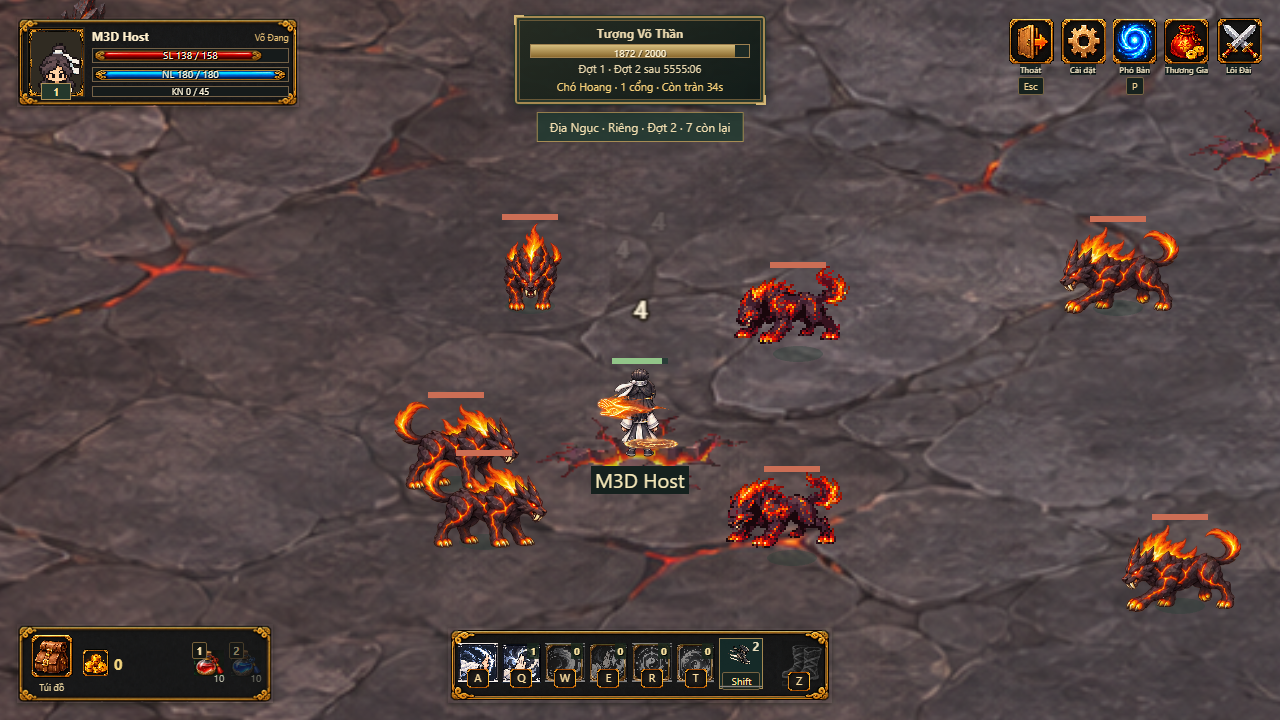 M3D Host
Võ Đang
SL 138 / 158
NL 180 / 180
KN 0 / 45
1
Tượng Võ Thần
1872 / 2000
Đợt 1 · Đợt 2 sau 5555:06
Chó Hoang · 1 cổng · Còn tràn 34s
Địa Ngục · Riêng · Đợt 2 · 7 còn lại
Thoát
Cài đặt
Phó Bản
Thương Gia
Lôi Đài
Esc
P
4
4
4
M3D Host
Túi đồ
0
1
10
2
10
A
1
Q
0
W
0
E
0
R
0
T
2
Shift
Z